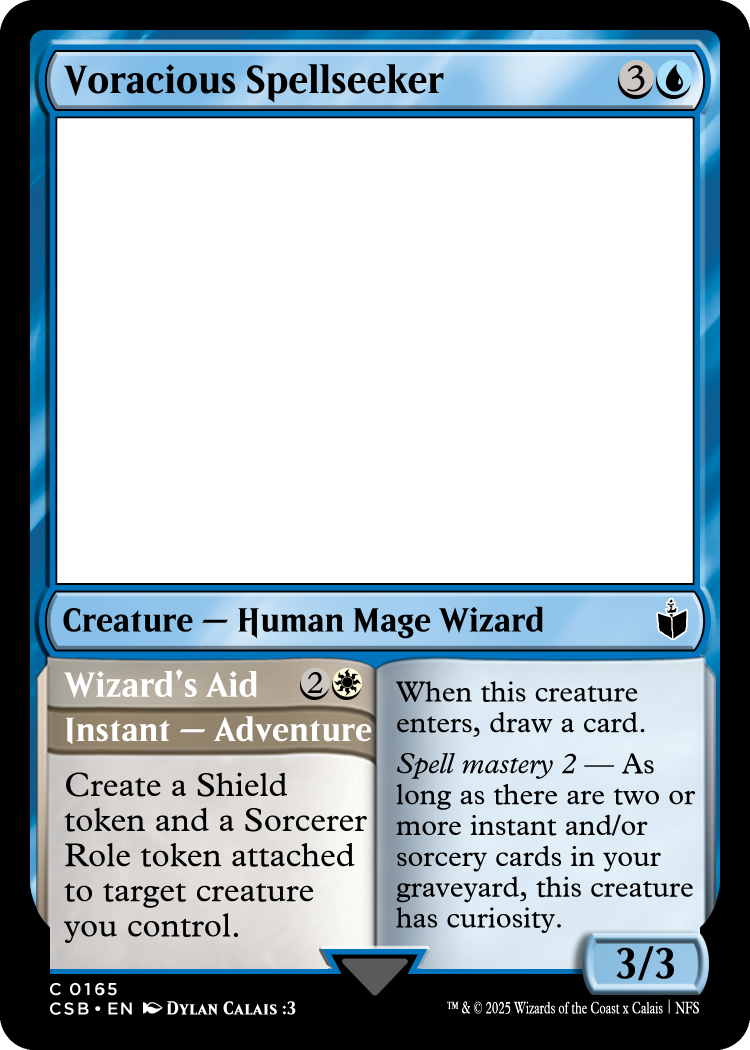 Voracious Spellseeker 3
Creature — Human Mage Wizard
Wizard's Aid 2
Instant — Adventure
Create a Shield
token and a Sorcerer
Role token attached
to target creature
you control.
When this creature
enters, draw a card.
Spell mastery 2 — As
long as there are two or
more instant and/or
sorcery cards in your
graveyard, this creature
has curiosity.
3/3
C 0165
CSB • EN Dylan Calais :3
™ & © 2025 Wizards of the Coast x Calais | NFS